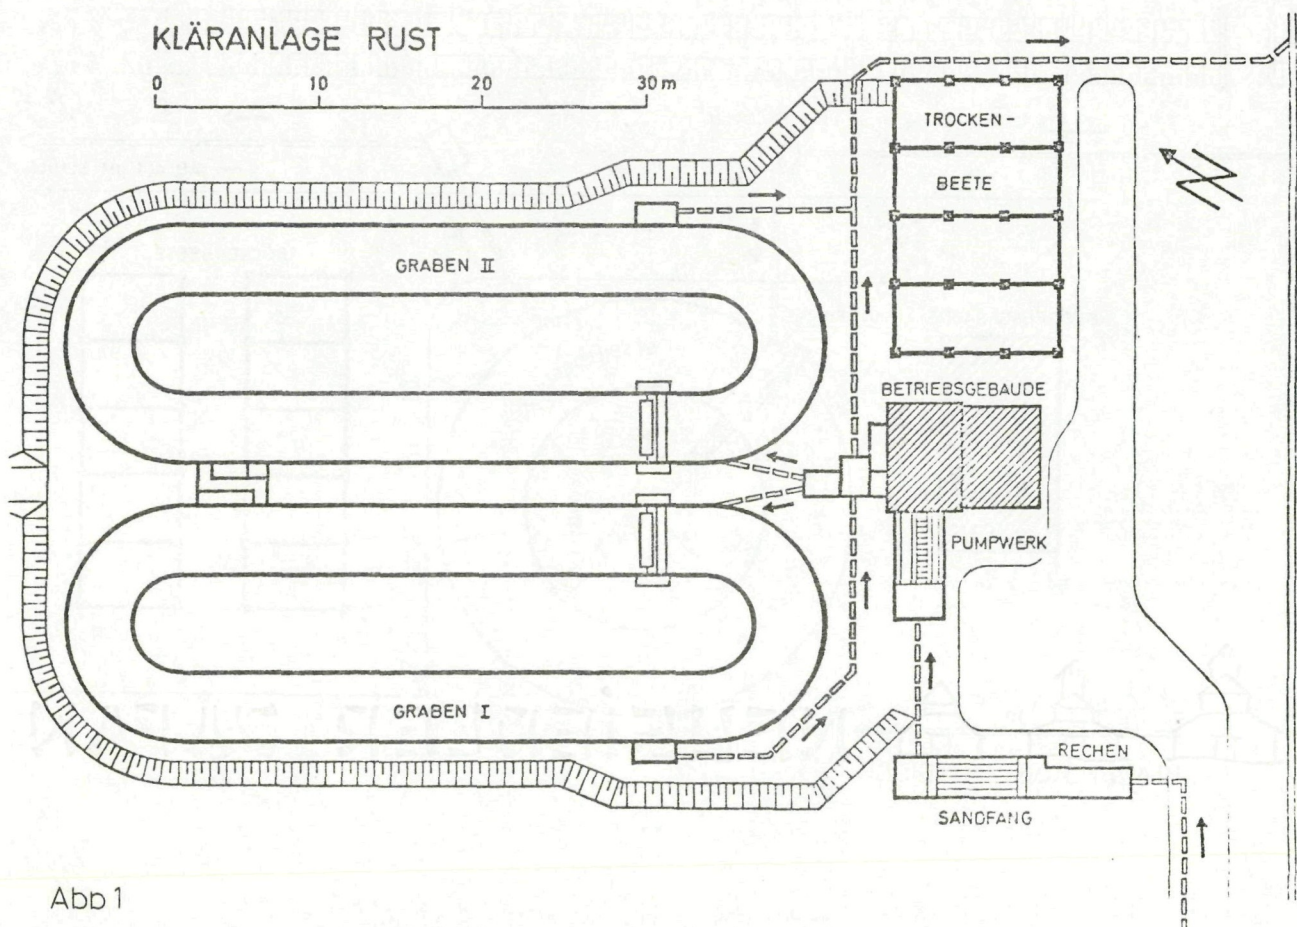 KLÄRANLAGE RUST
0 10 20 30 m
TROCKEN-
BEETE
GRABEN II
BETRIEBSGEBAUDE
PUMPWERK
GRABEN I
RECHEN
SANDFANG
Abb 1